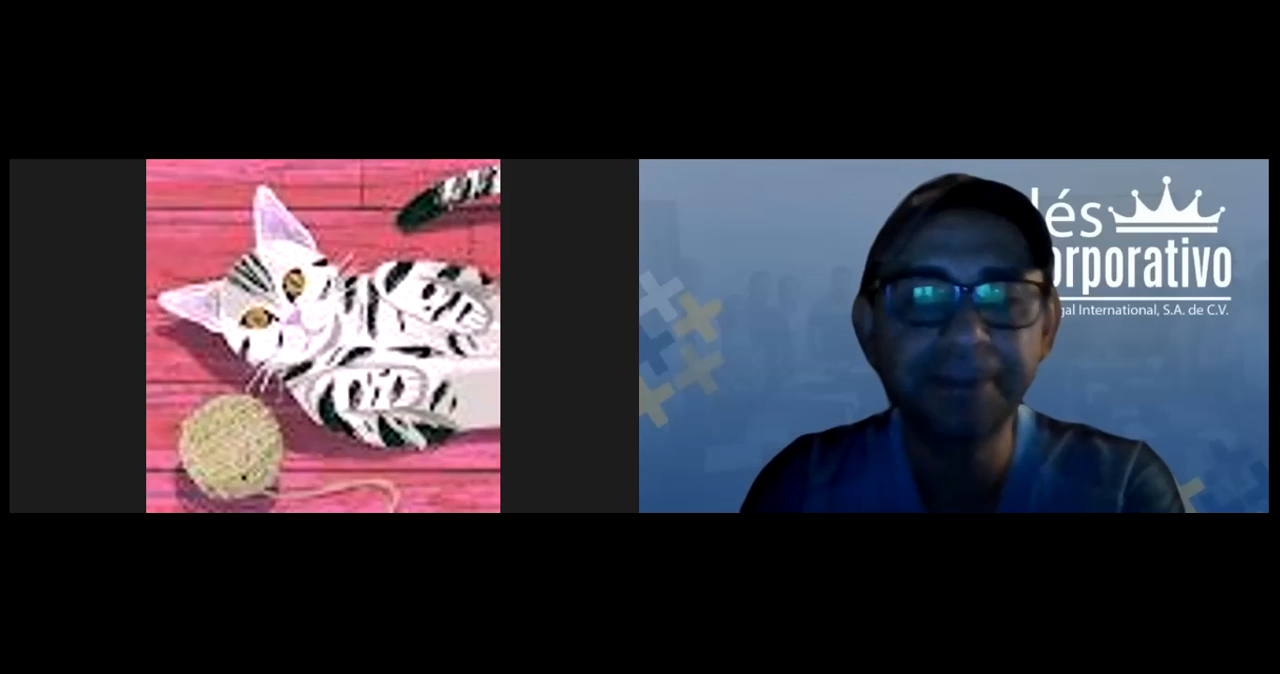 lés
orporativo
gal International, S.A. de C.V.